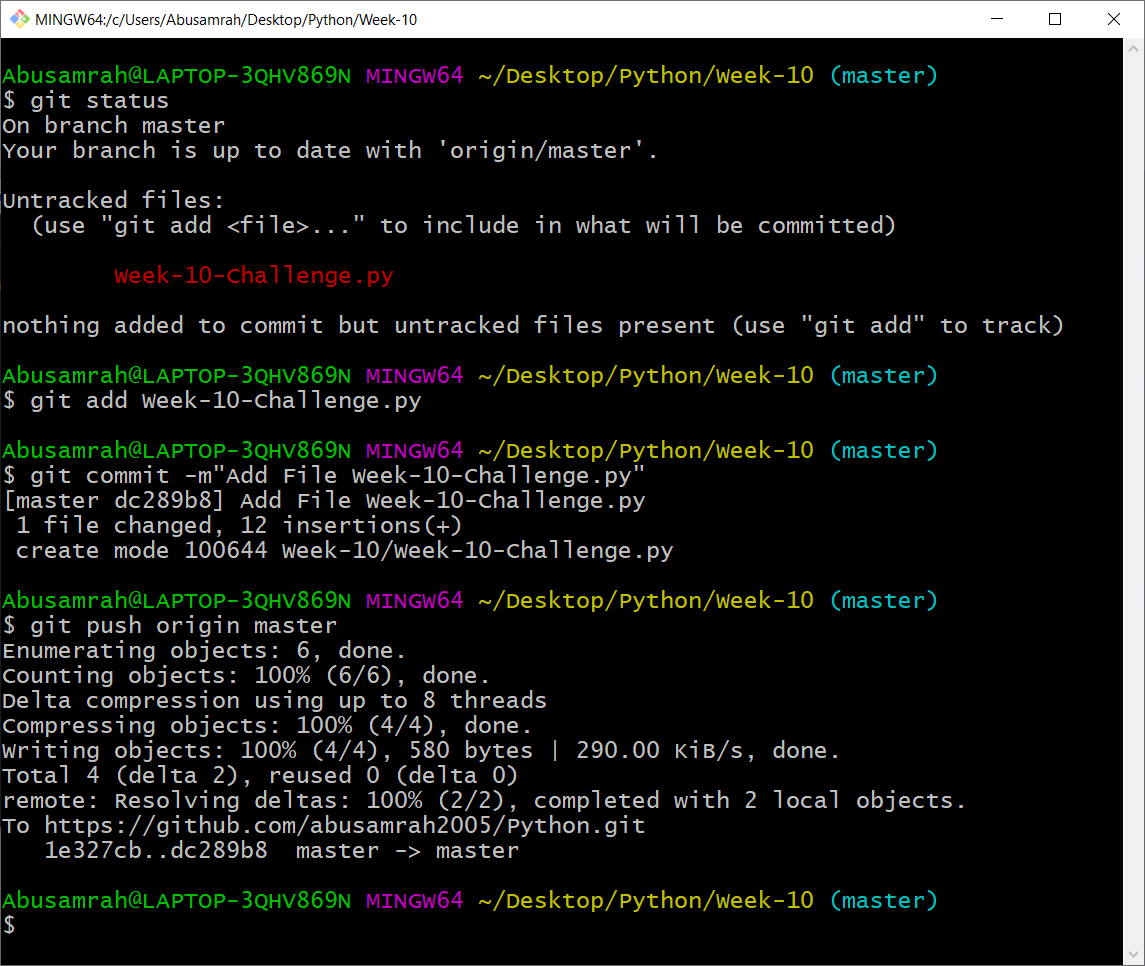 MINGW64:/c/Users/Abusamrah/Desktop/Python/Week-10
Abusamrah@LAPTOP-3QHV869N MINGW64 ~/Desktop/Python/Week-10 (master)
$ git status
On branch master
Your branch is up to date with 'origin/master'.
Untracked files:
  (use "git add <file>..." to include in what will be committed)
        Week-10-Challenge.py
nothing added to commit but untracked files present (use "git add" to track)
Abusamrah@LAPTOP-3QHV869N MINGW64 ~/Desktop/Python/Week-10 (master)
$ git add Week-10-Challenge.py
Abusamrah@LAPTOP-3QHV869N MINGW64 ~/Desktop/Python/Week-10 (master)
$ git commit -m"Add File Week-10-Challenge.py"
[master dc289b8] Add File Week-10-Challenge.py
 1 file changed, 12 insertions(+)
 create mode 100644 Week-10/Week-10-Challenge.py
Abusamrah@LAPTOP-3QHV869N MINGW64 ~/Desktop/Python/Week-10 (master)
$ git push origin master
Enumerating objects: 6, done.
Counting objects: 100% (6/6), done.
Delta compression using up to 8 threads
Compressing objects: 100% (4/4), done.
Writing objects: 100% (4/4), 580 bytes | 290.00 KiB/s, done.
Total 4 (delta 2), reused 0 (delta 0)
remote: Resolving deltas: 100% (2/2), completed with 2 local objects.
To https://github.com/abusamrah2005/Python.git
   1e327cb..dc289b8  master -> master
Abusamrah@LAPTOP-3QHV869N MINGW64 ~/Desktop/Python/Week-10 (master)
$